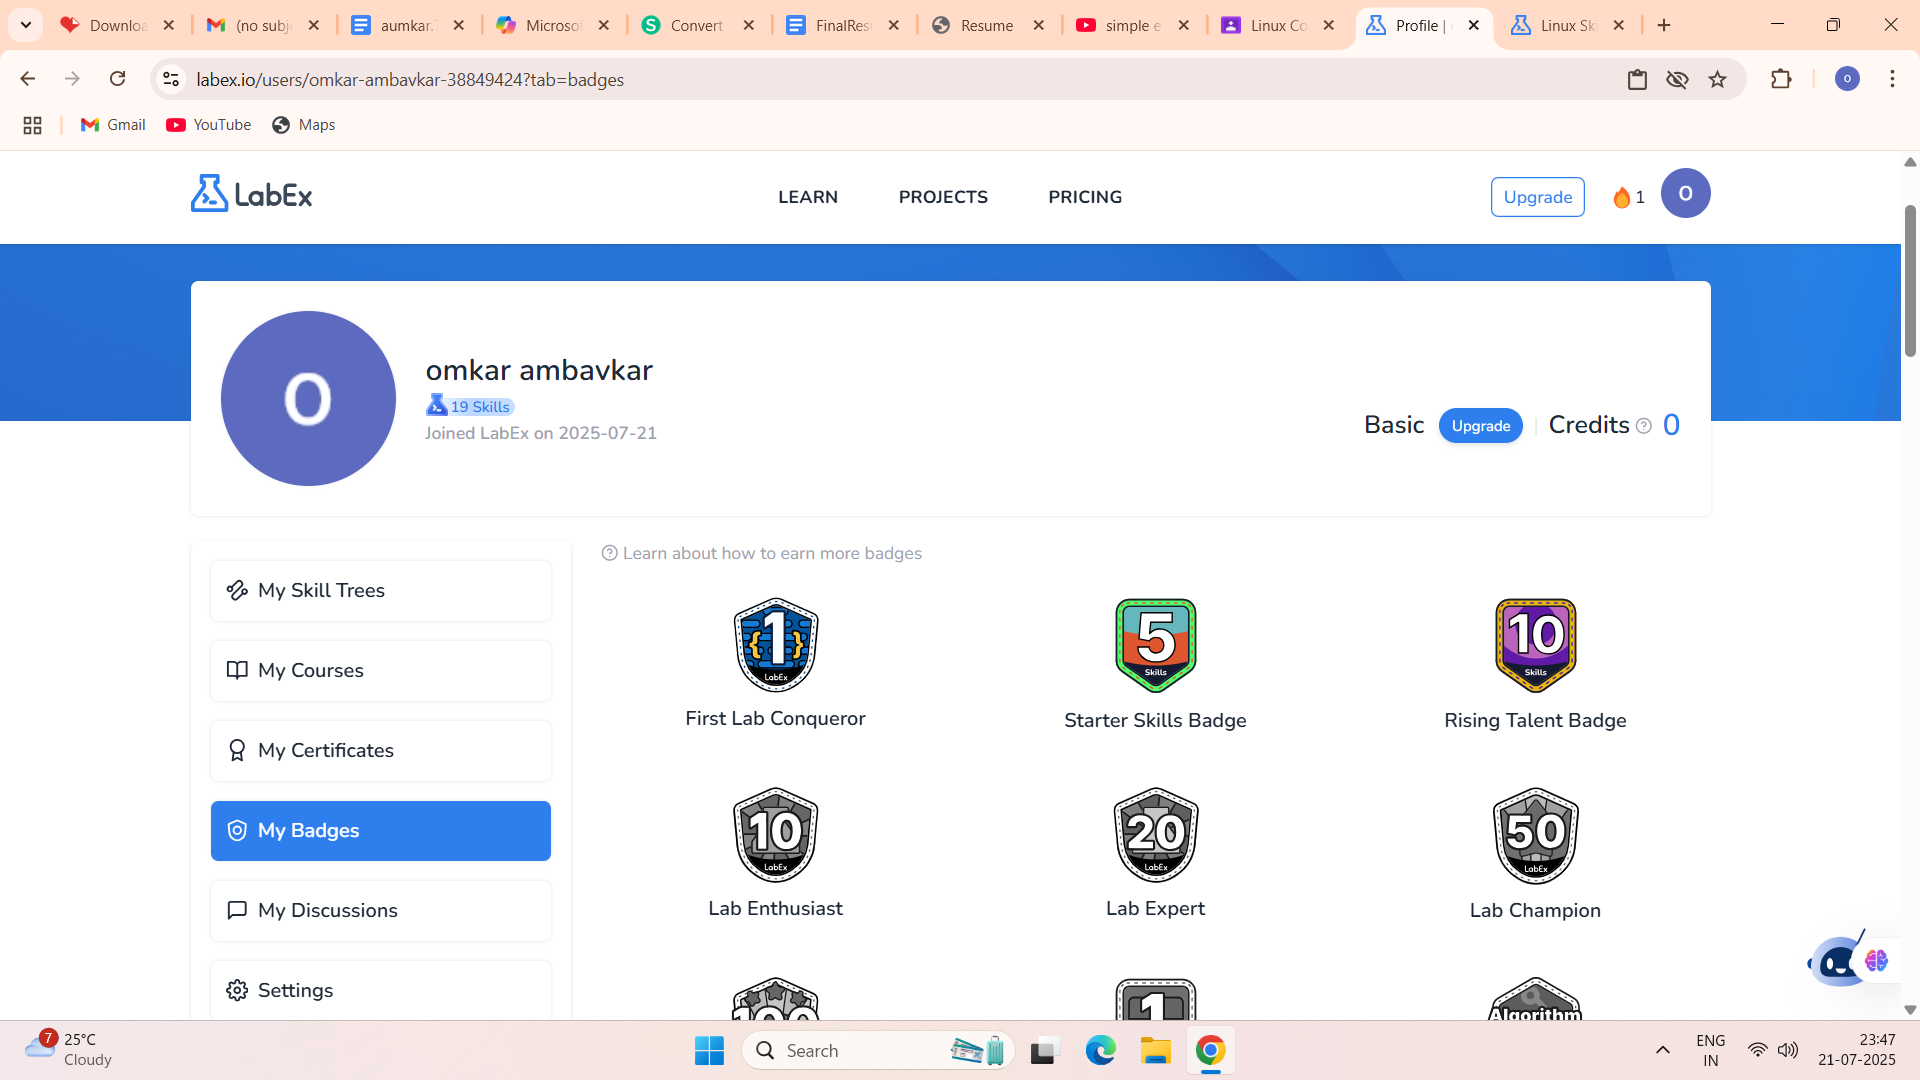 Downloa
(no subj
aumkar.
Microsof
Convert
FinalRes
Resume
simple e
Linux Co
Profile |
Linux Ski
labex.io/users/omkar-ambavkar-38849424?tab=badges
O
Gmail
YouTube
Maps
LabEx
LEARN
PROJECTS
PRICING
Upgrade
1
O
O
omkar ambavkar
19 Skills
Joined LabEx on 2025-07-21
Basic
Upgrade
Credits
0
My Skill Trees
My Courses
My Certificates
My Badges
My Discussions
Settings
Learn about how to earn more badges
1
LabEx
First Lab Conqueror
5
Skills
Starter Skills Badge
10
Skills
Rising Talent Badge
10
LabEx
Lab Enthusiast
20
LabEx
Lab Expert
50
LabEx
Lab Champion
100
1
Algorithm
7
25°C
Cloudy
Search
ENG
IN
23:47
21-07-2025